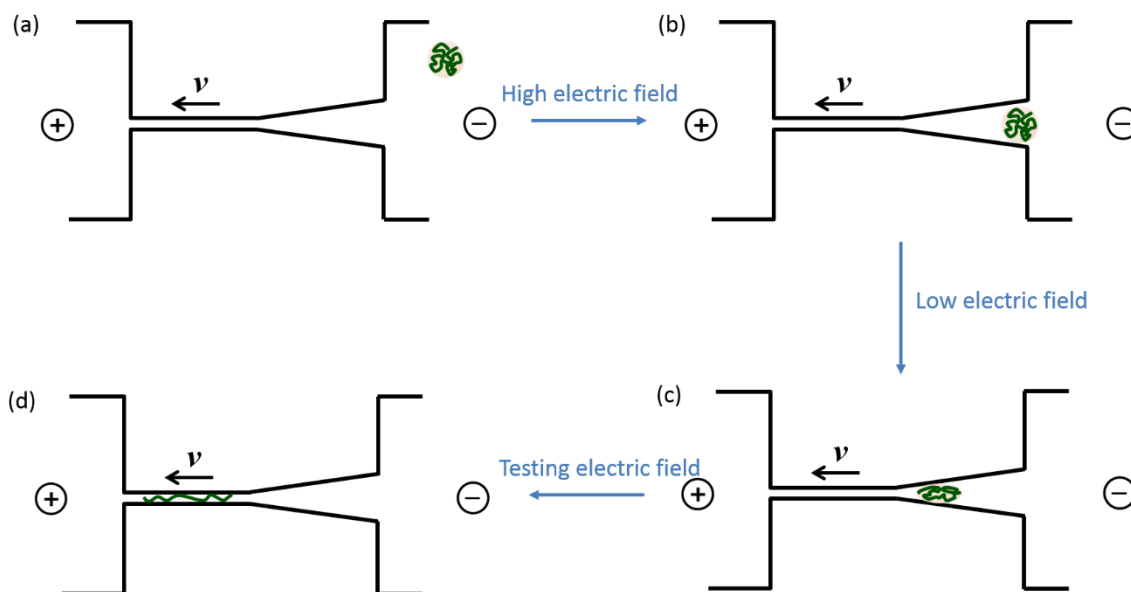 (a)
v
+
−
High electric field
(b)
v
+
−
Low electric field
(d)
v
+
−
Testing electric field
(c)
v
+
−